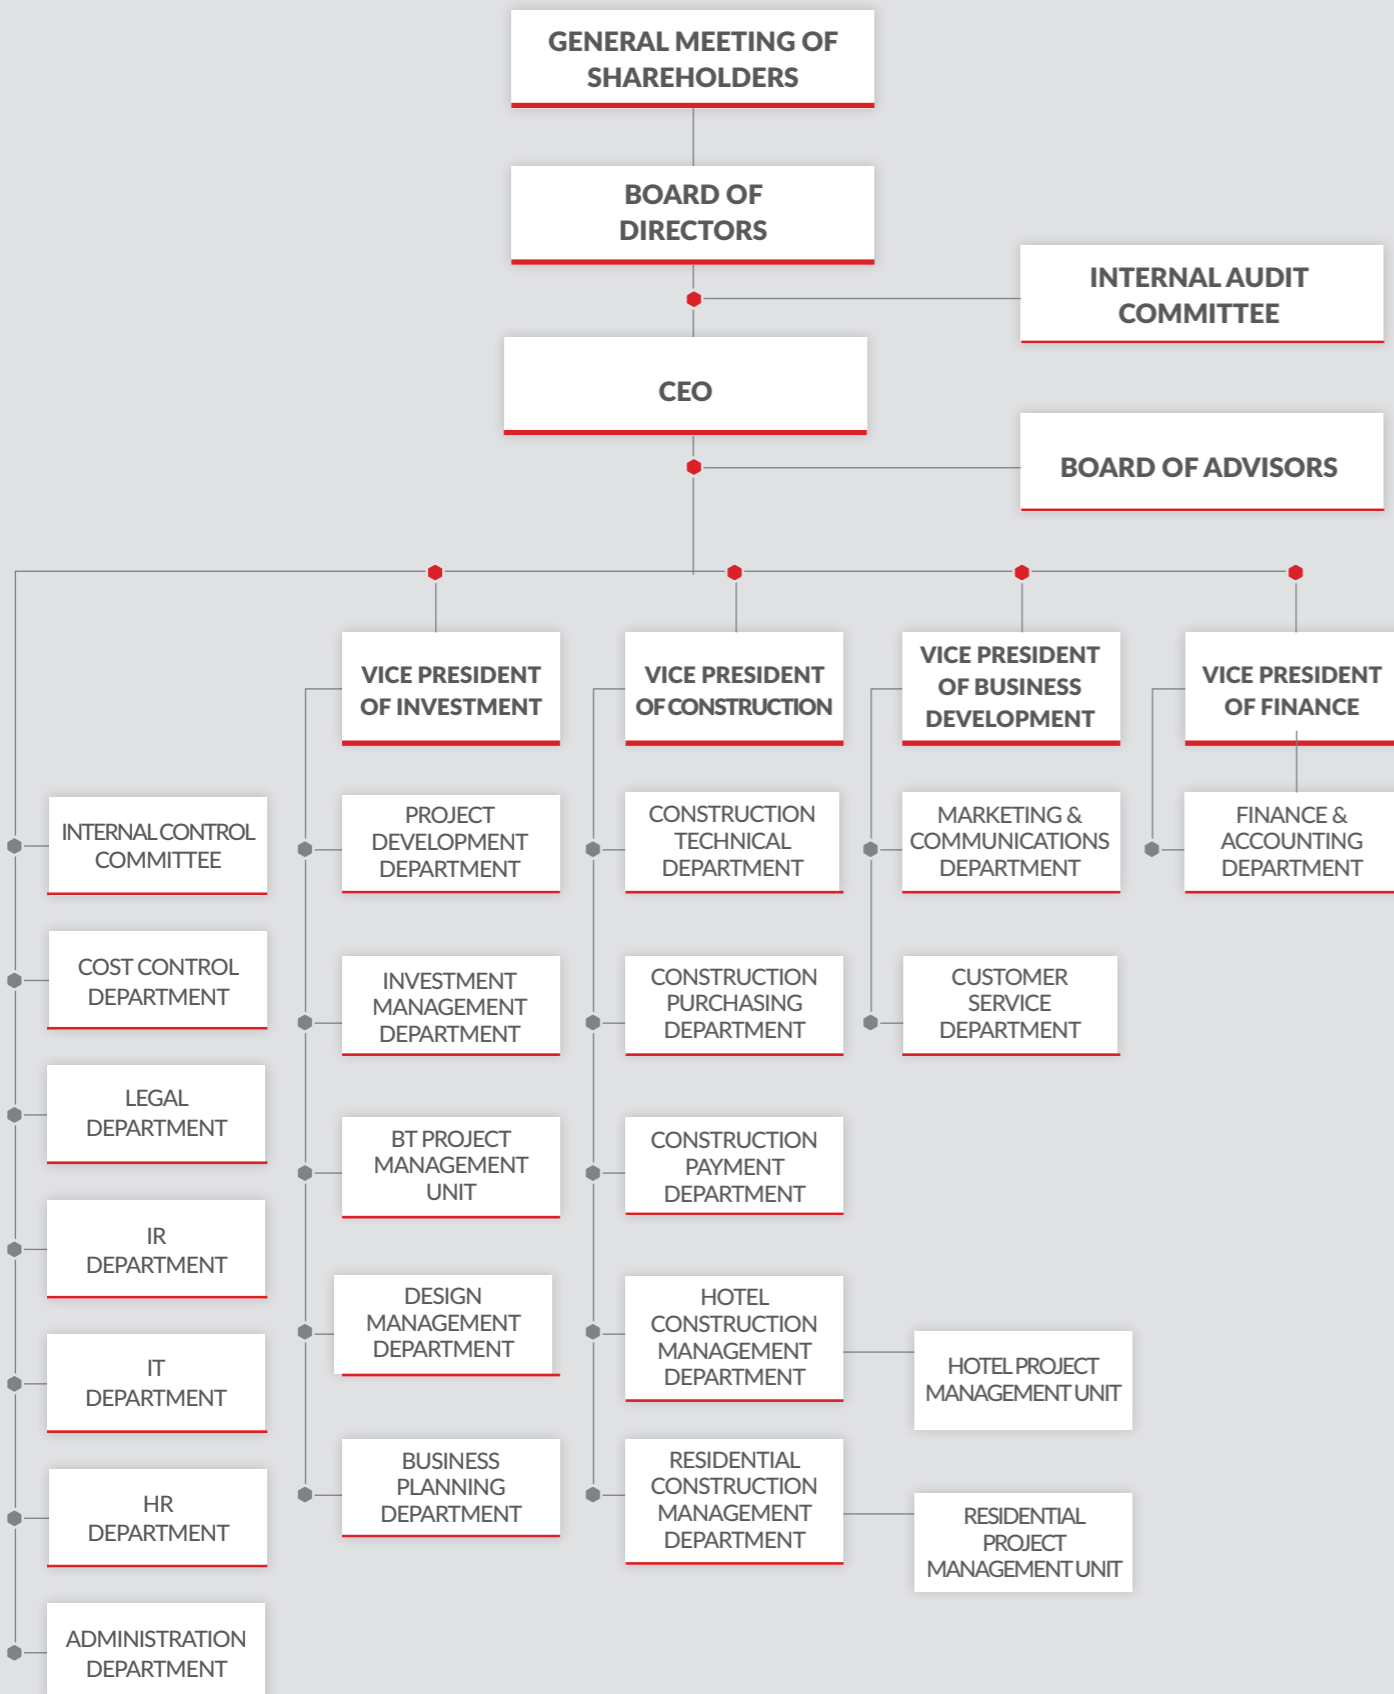 GENERAL MEETING OF
SHAREHOLDERS
BOARD OF
DIRECTORS
INTERNAL AUDIT
COMMITTEE
CEO
BOARD OF ADVISORS
VICE PRESIDENT
OF INVESTMENT
VICE PRESIDENT
OF CONSTRUCTION
VICE PRESIDENT
OF BUSINESS
DEVELOPMENT
VICE PRESIDENT
OF FINANCE
INTERNAL CONTROL
COMMITTEE
COST CONTROL
DEPARTMENT
LEGAL
DEPARTMENT
IR
DEPARTMENT
IT
DEPARTMENT
HR
DEPARTMENT
ADMINISTRATION
DEPARTMENT
PROJECT
DEVELOPMENT
DEPARTMENT
INVESTMENT
MANAGEMENT
DEPARTMENT
BT PROJECT
MANAGEMENT
UNIT
DESIGN
MANAGEMENT
DEPARTMENT
BUSINESS
PLANNING
DEPARTMENT
CONSTRUCTION
TECHNICAL
DEPARTMENT
CONSTRUCTION
PURCHASING
DEPARTMENT
CONSTRUCTION
PAYMENT
DEPARTMENT
HOTEL
CONSTRUCTION
MANAGEMENT
DEPARTMENT
HOTEL PROJECT
MANAGEMENT UNIT
RESIDENTIAL
CONSTRUCTION
MANAGEMENT
DEPARTMENT
RESIDENTIAL
PROJECT
MANAGEMENT UNIT
MARKETING &
COMMUNICATIONS
DEPARTMENT
CUSTOMER
SERVICE
DEPARTMENT
FINANCE &
ACCOUNTING
DEPARTMENT